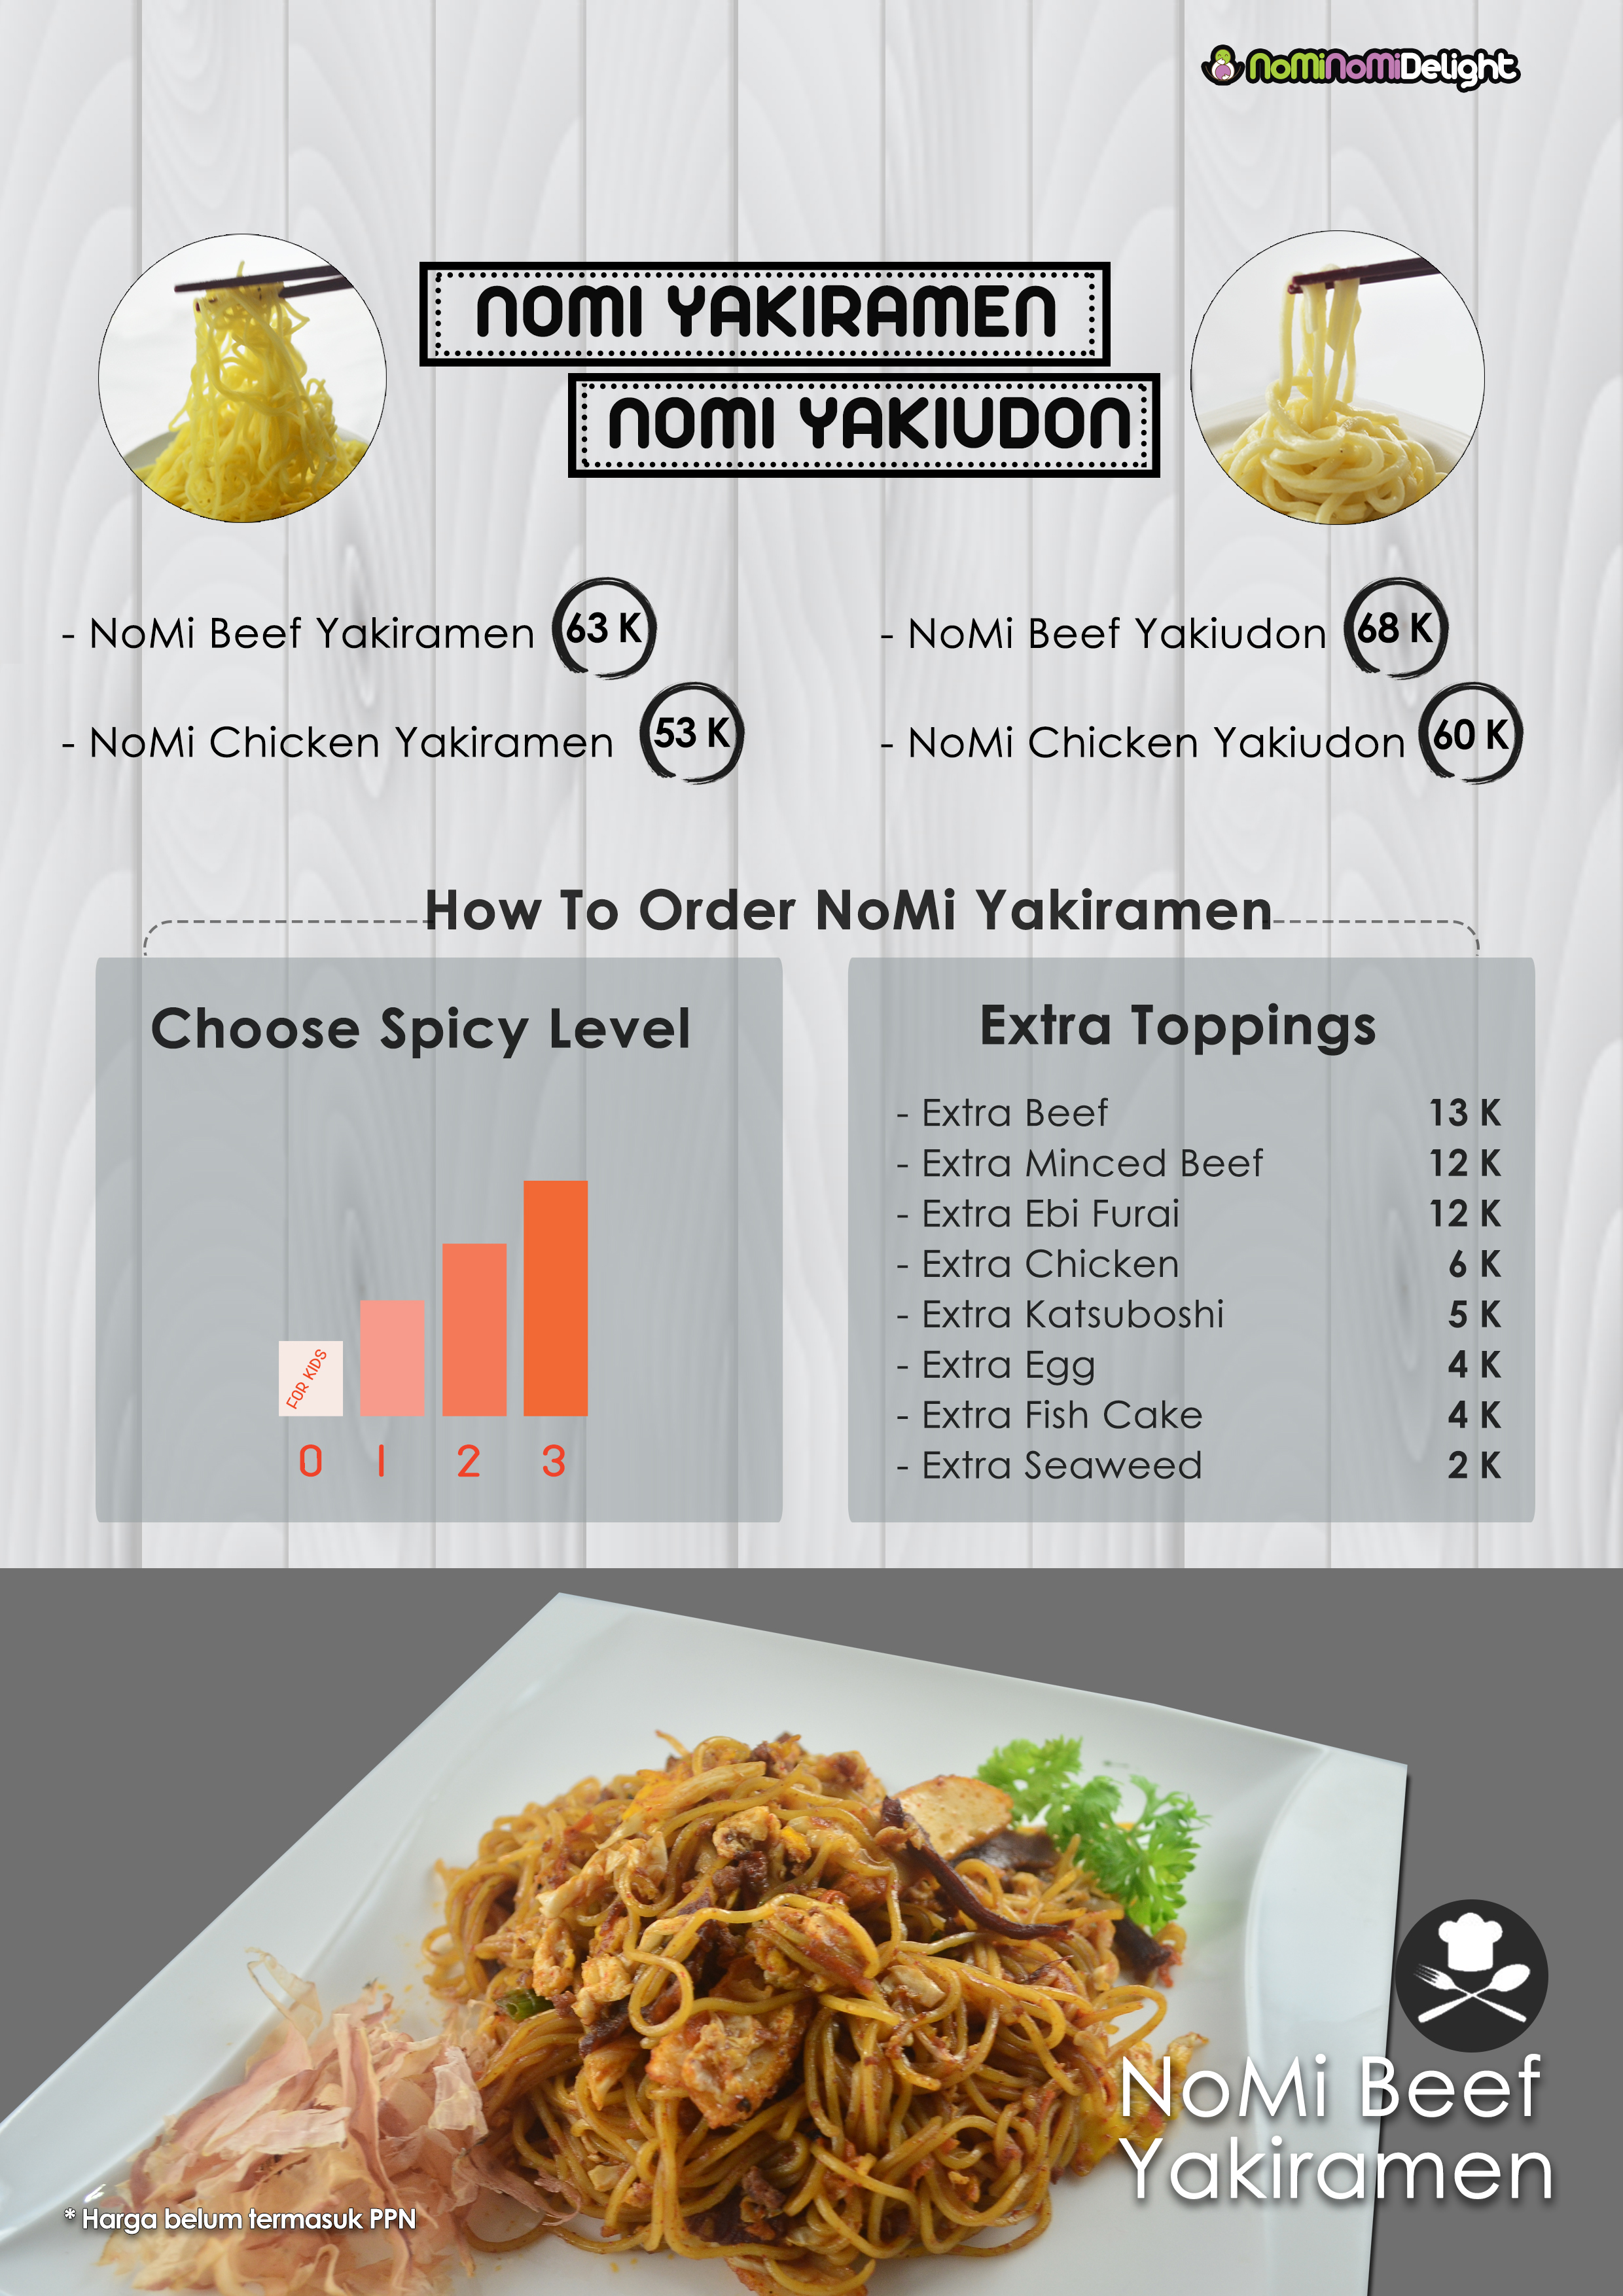 NoMiNoMiDelight
NOMI YAKIRAMEN
NOMI YAKIUDON
- NoMi Beef Yakiramen 63 K
- NoMi Chicken Yakiramen 53 K
- NoMi Beef Yakiudon 68 K
- NoMi Chicken Yakiudon 60 K
How To Order NoMi Yakiramen
Choose Spicy Level
FOR KIDS
0 1 2 3
Extra Toppings
- Extra Beef 13 K
- Extra Minced Beef 12 K
- Extra Ebi Furai 12 K
- Extra Chicken 6 K
- Extra Katsuboshi 5 K
- Extra Egg 4 K
- Extra Fish Cake 4 K
- Extra Seaweed 2 K
NoMi Beef
Yakiramen
* Harga belum termasuk PPN